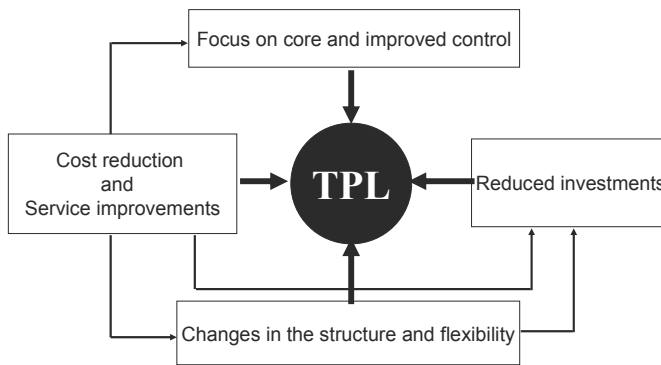 Focus on core and improved control
Cost reduction
and
Service improvements
TPL
Reduced investments
Changes in the structure and flexibility